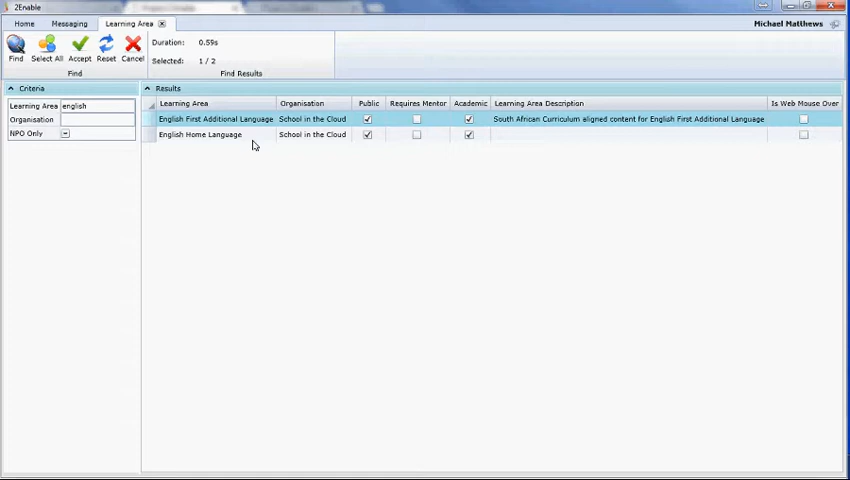 2Enable
Home Messaging Learning Area
Michael Matthews
Find Select All Accept Reset Cancel
Find
Duration: 0.59s
Selected: 1 / 2
Find Results
Criteria
Learning Area english
Organisation
NPO Only
Results
Learning Area Organisation Public Requires Mentor Academic Learning Area Description Is Web Mouse Over
English First Additional Language School in the Cloud South African Curriculum aligned content for English First Additional Language
English Home Language School in the Cloud